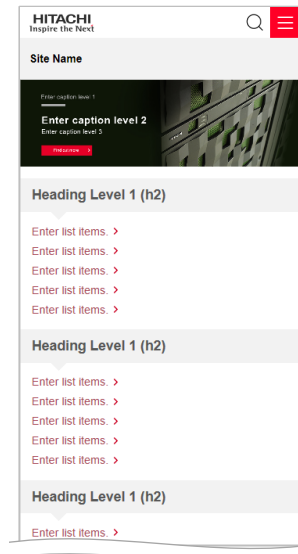 HITACHI
Inspire the Next
Site Name
Enter caption level 1
Enter caption level 2
Enter caption level 3
Find out now
Heading Level 1 (h2)
Enter list items.
Enter list items.
Enter list items.
Enter list items.
Enter list items.
Heading Level 1 (h2)
Enter list items.
Enter list items.
Enter list items.
Enter list items.
Enter list items.
Heading Level 1 (h2)
Enter list items.